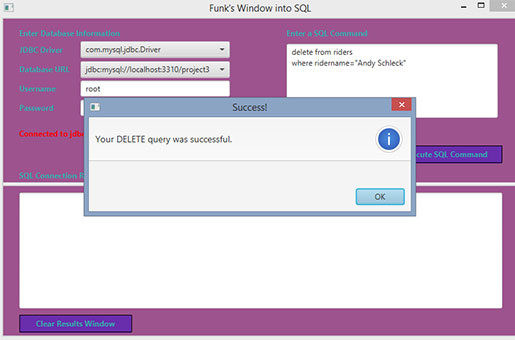 Funk's Window into SQL
Enter Database Information
JDBC Driver
com.mysql.jdbc.Driver
Database URL
jdbc:mysql://localhost:3310/project3
Username
root
Password
Connected to jdbc
Enter a SQL Command
delete from riders
where ridername="Andy Schleck"
SQL Command
Success!
Your DELETE query was successful.
OK
SQL Connection
Clear Results Window